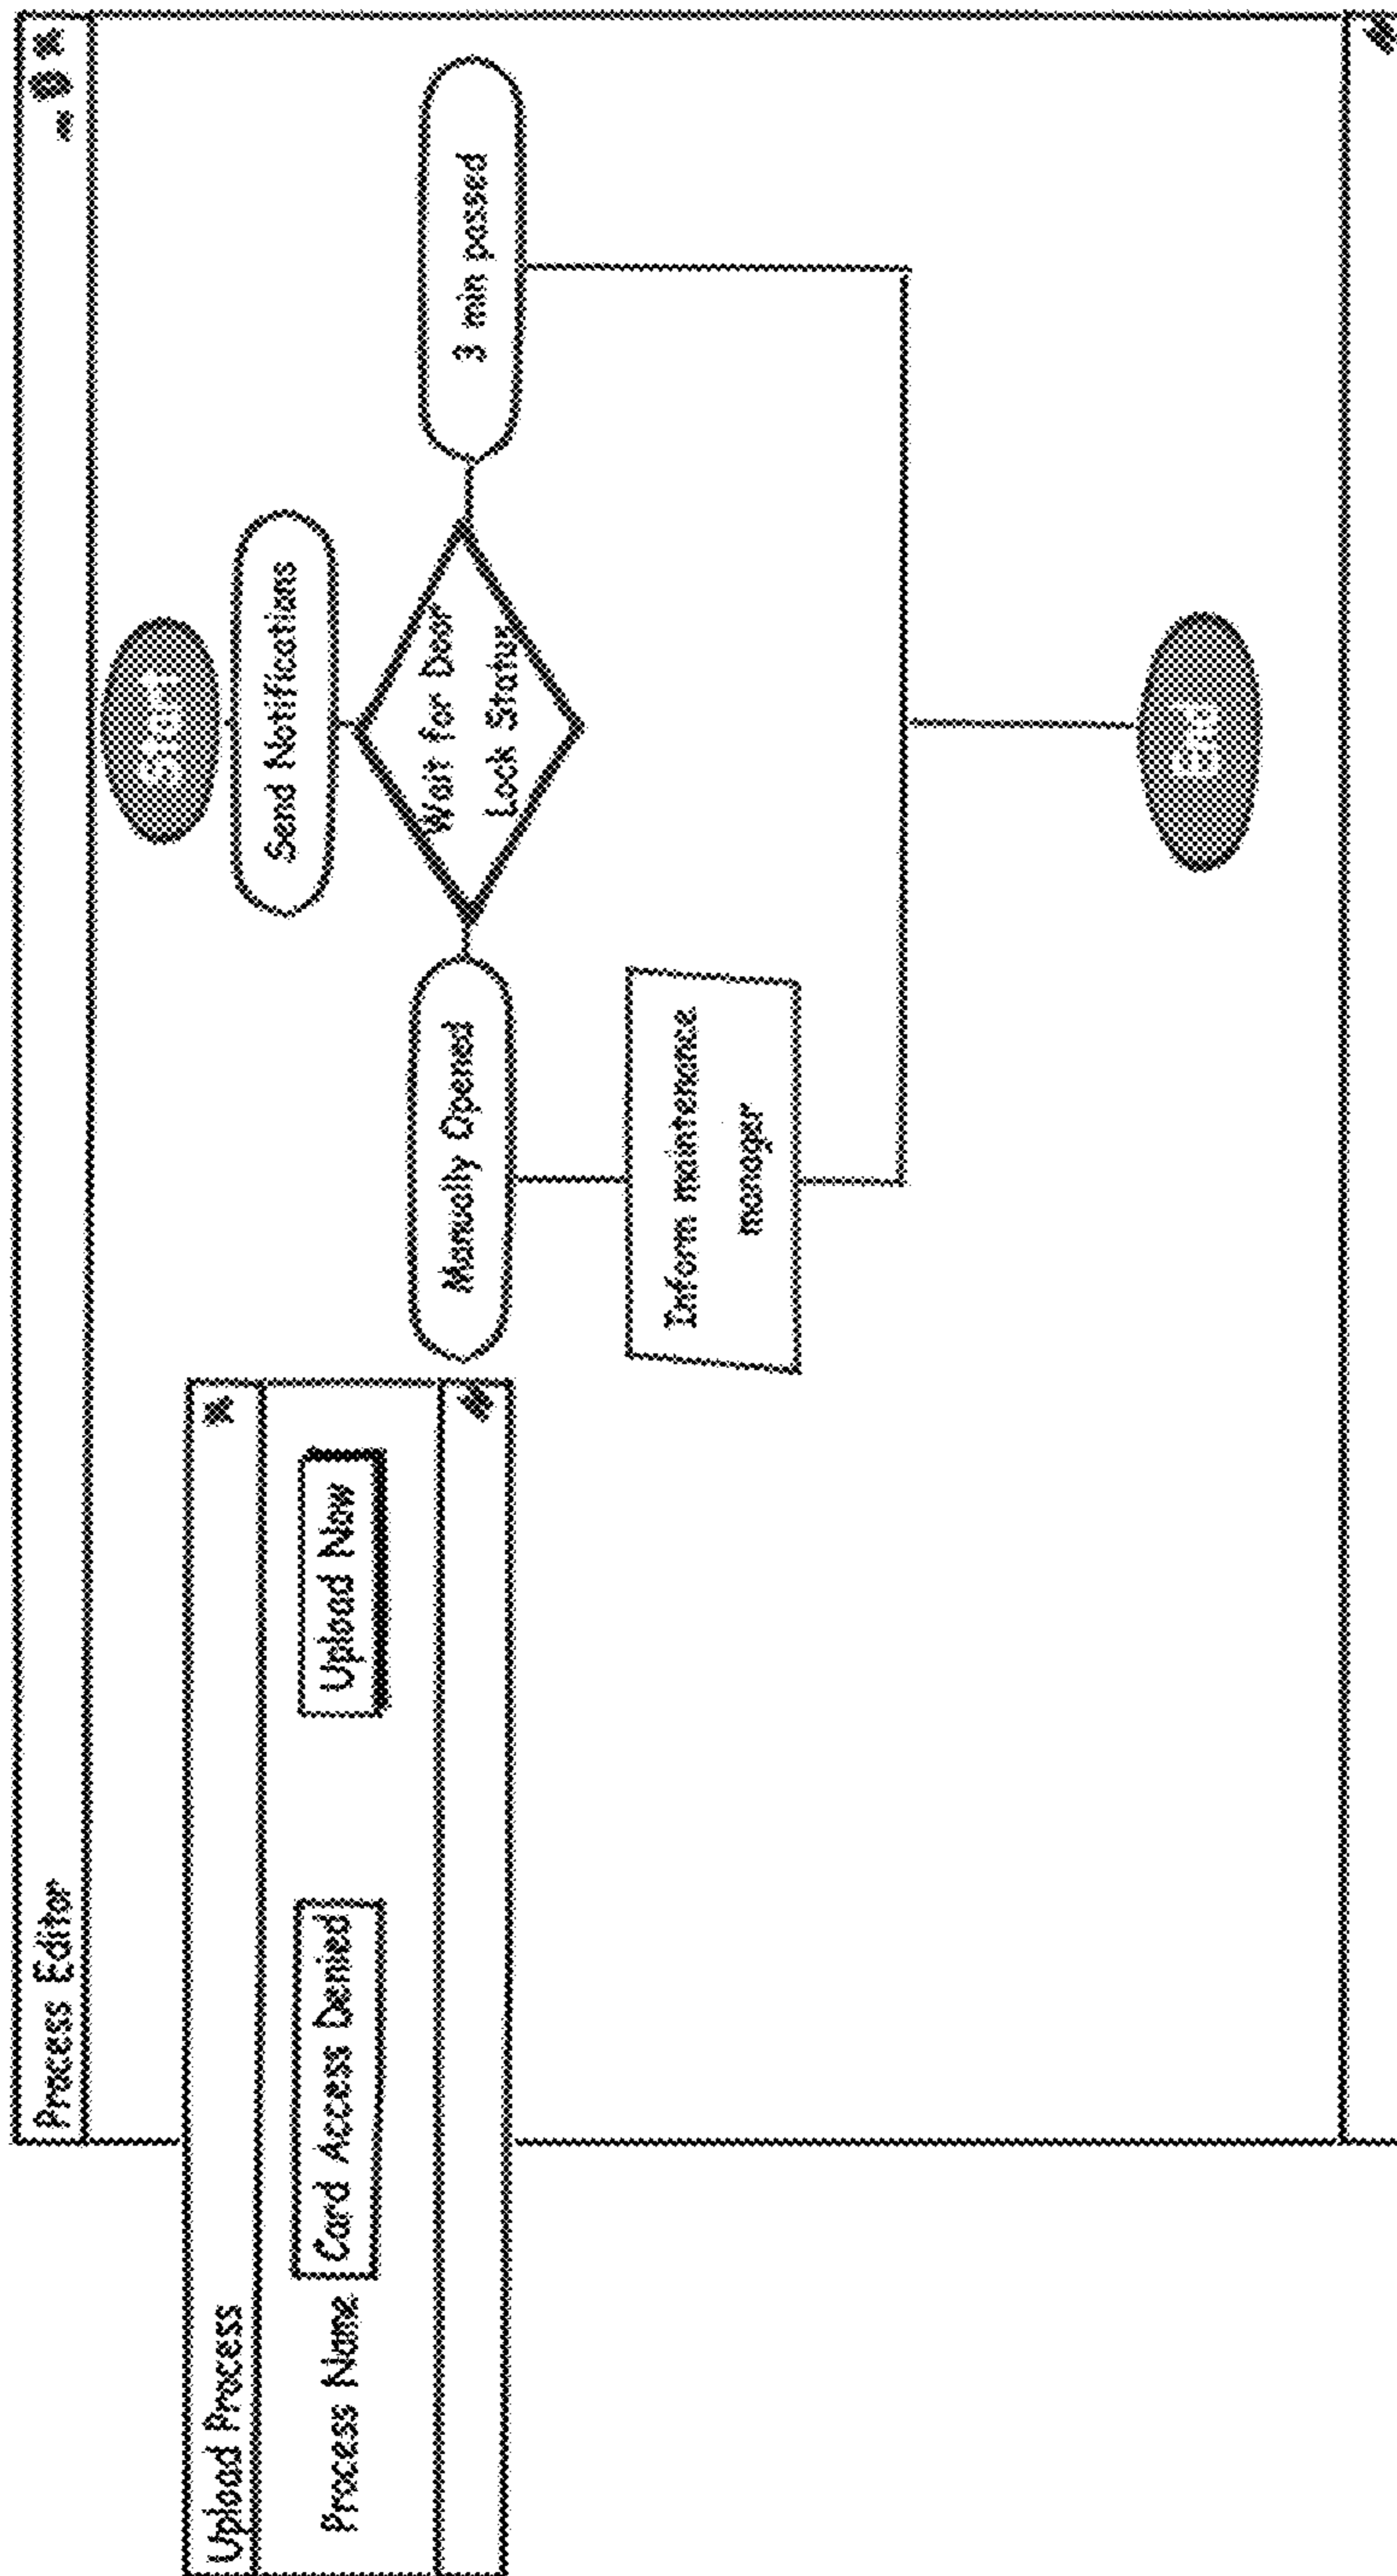 Process Editor
Start
Send Notifications
Wait for Door
Lock Status
3 min passed
Manually Opened
Inform maintenance
manager
End
Upload Process
Process Name
Card Access Denied
Upload Now